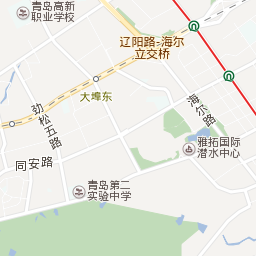 青岛高新
职业学校
辽阳路-海尔
立交桥
大埠东
海尔路
劲松五路
雅拓国际
潜水中心
同安路
青岛第二
实验中学